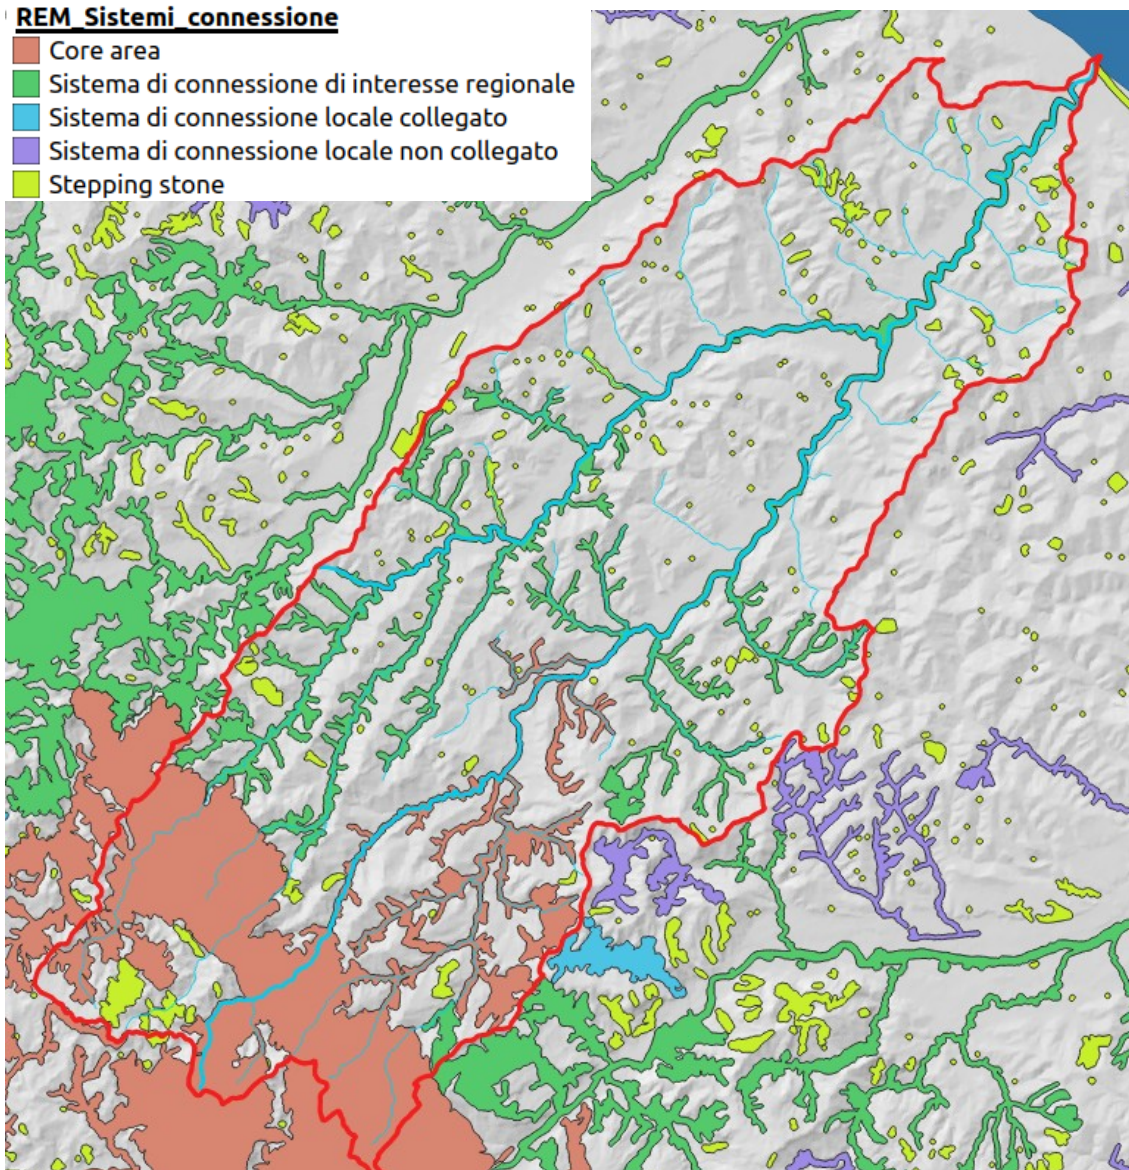 REM_Sistemi_connessione
Core area
Sistema di connessione di interesse regionale
Sistema di connessione locale collegato
Sistema di connessione locale non collegato
Stepping stone